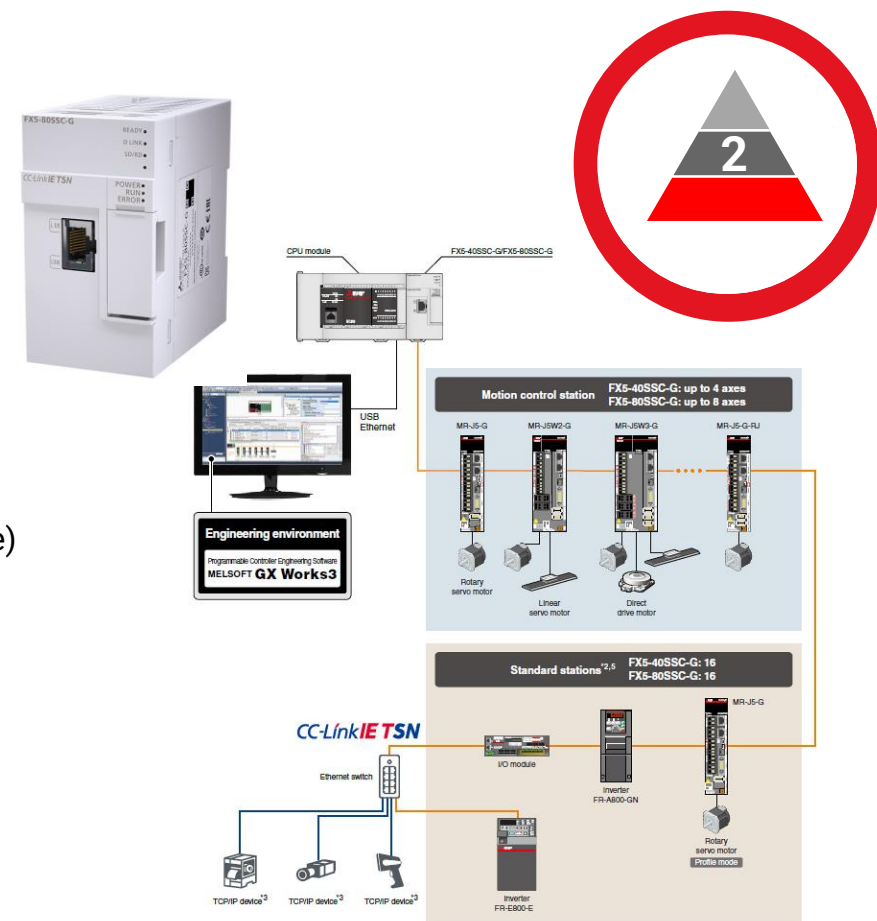 FX5-80SSC-G
READY
D LINK
SD/RD
CC-Link IE TSN
POWER
RUN
ERROR
2
CPU module
FX5-40SSC-G/FX5-80SSC-G
USB
Ethernet
Motion control station
FX5-40SSC-G: up to 4 axes
FX5-80SSC-G: up to 8 axes
MR-J5-G
MR-J5W2-G
MR-J5W3-G
MR-J5-G-RJ
e)
Engineering environment
Programmable Controller Engineering Software
MELSOFT GX Works3
Rotary
servo motor
Linear
servo motor
Direct
drive motor
Standard stations*2,5
FX5-40SSC-G: 16
FX5-80SSC-G: 16
MR-J5-G
CC-Link IE TSN
Ethernet switch
I/O module
Inverter
FR-A800-GN
Rotary
servo motor
Profile mode
TCP/IP device*3
TCP/IP device*3
TCP/IP device*3
Inverter
FR-E800-E